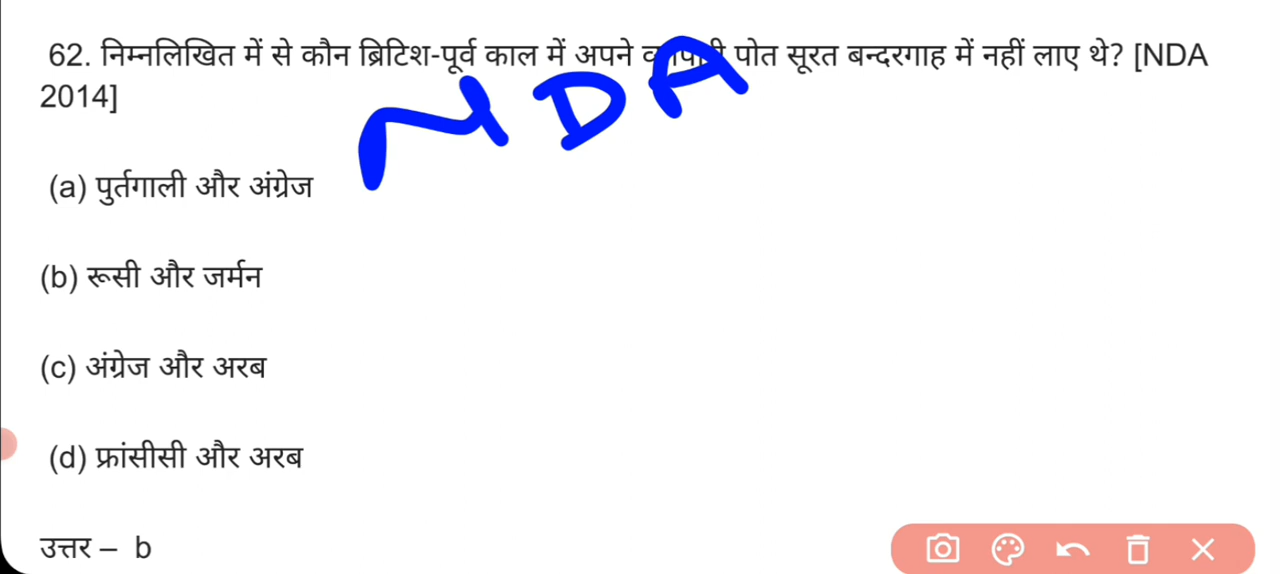 62. निम्नलिखित में से कौन ब्रिटिश-पूर्व काल में अपने पोत सूरत बन्दरगाह में नहीं लाए थे? [NDA
2014]
NDA
(a) पुर्तगाली और अंग्रेज
(b) रूसी और जर्मन
(c) अंग्रेज और अरब
(d) फ्रांसीसी और अरब
उत्तर – b